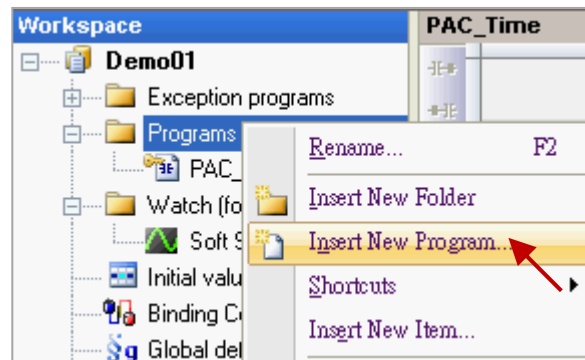 Workspace
PAC_Time
Demo01
Exception programs
Programs
PAC_
Watch (fo
Soft S
Initial valu
Binding C
Global def
Rename... F2
Insert New Folder
Insert New Program...
Shortcuts
Insert New Item...